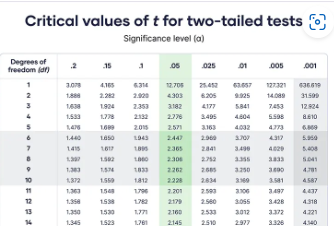 Critical values of t for two-tailed tests
Significance level (α)
Degrees of freedom (df) .2 .15 .1 .05 .025 .01 .005 .001
1 3.078 4.165 6.314 12.706 25.452 63.657 127.321 636.619
2 1.886 2.282 2.920 4.303 6.205 9.925 14.089 31.599
3 1.638 1.924 2.353 3.182 4.177 5.841 7.453 12.924
4 1.533 1.778 2.132 2.776 3.495 4.604 5.598 8.610
5 1.476 1.699 2.015 2.571 3.163 4.032 4.773 6.869
6 1.440 1.650 1.943 2.447 2.969 3.707 4.317 5.959
7 1.415 1.617 1.895 2.365 2.841 3.499 4.029 5.408
8 1.397 1.592 1.860 2.306 2.752 3.355 3.833 5.041
9 1.383 1.574 1.833 2.262 2.685 3.250 3.690 4.781
10 1.372 1.559 1.812 2.228 2.634 3.169 3.581 4.587
11 1.363 1.548 1.796 2.201 2.593 3.106 3.497 4.437
12 1.356 1.538 1.782 2.179 2.560 3.055 3.428 4.318
13 1.350 1.530 1.771 2.160 2.533 3.012 3.372 4.221
14 1.345 1.523 1.761 2.145 2.510 2.977 3.326 4.140